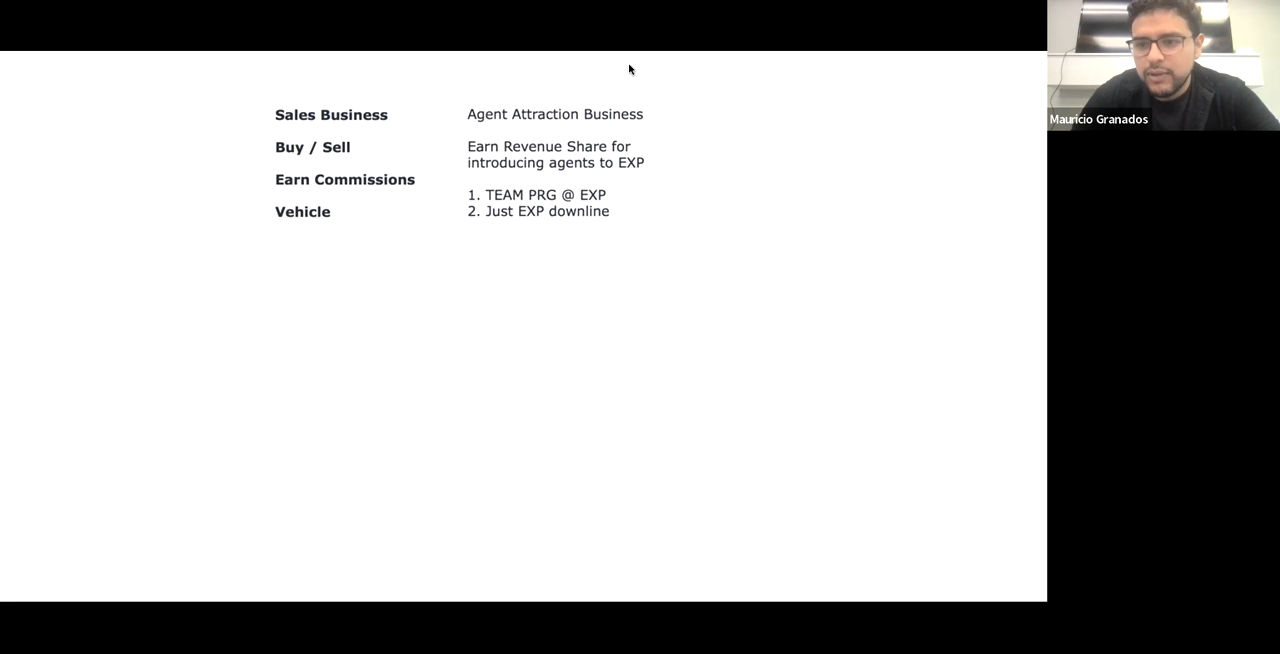 Sales Business
Buy / Sell
Earn Commissions
Vehicle
Agent Attraction Business
Earn Revenue Share for
introducing agents to EXP
1. TEAM PRG @ EXP
2. Just EXP downline
Mauricio Granados